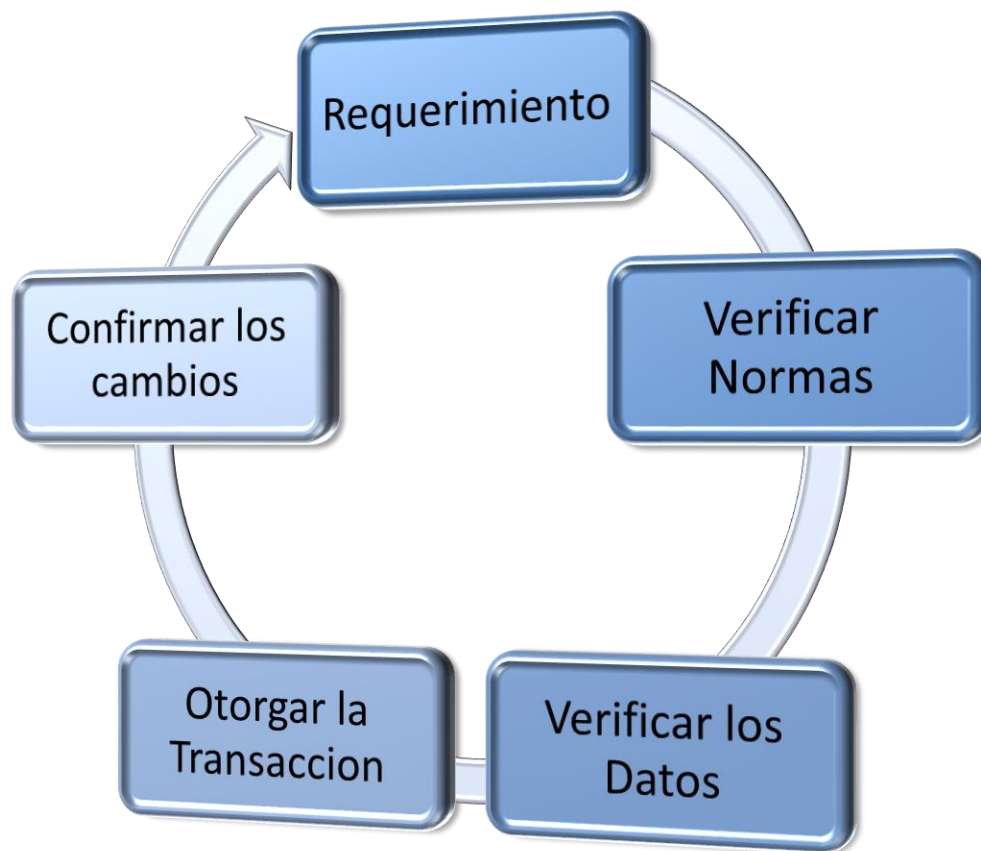 Requerimiento
Verificar
Normas
Verificar los
Datos
Otorgar la
Transaccion
Confirmar los
cambios